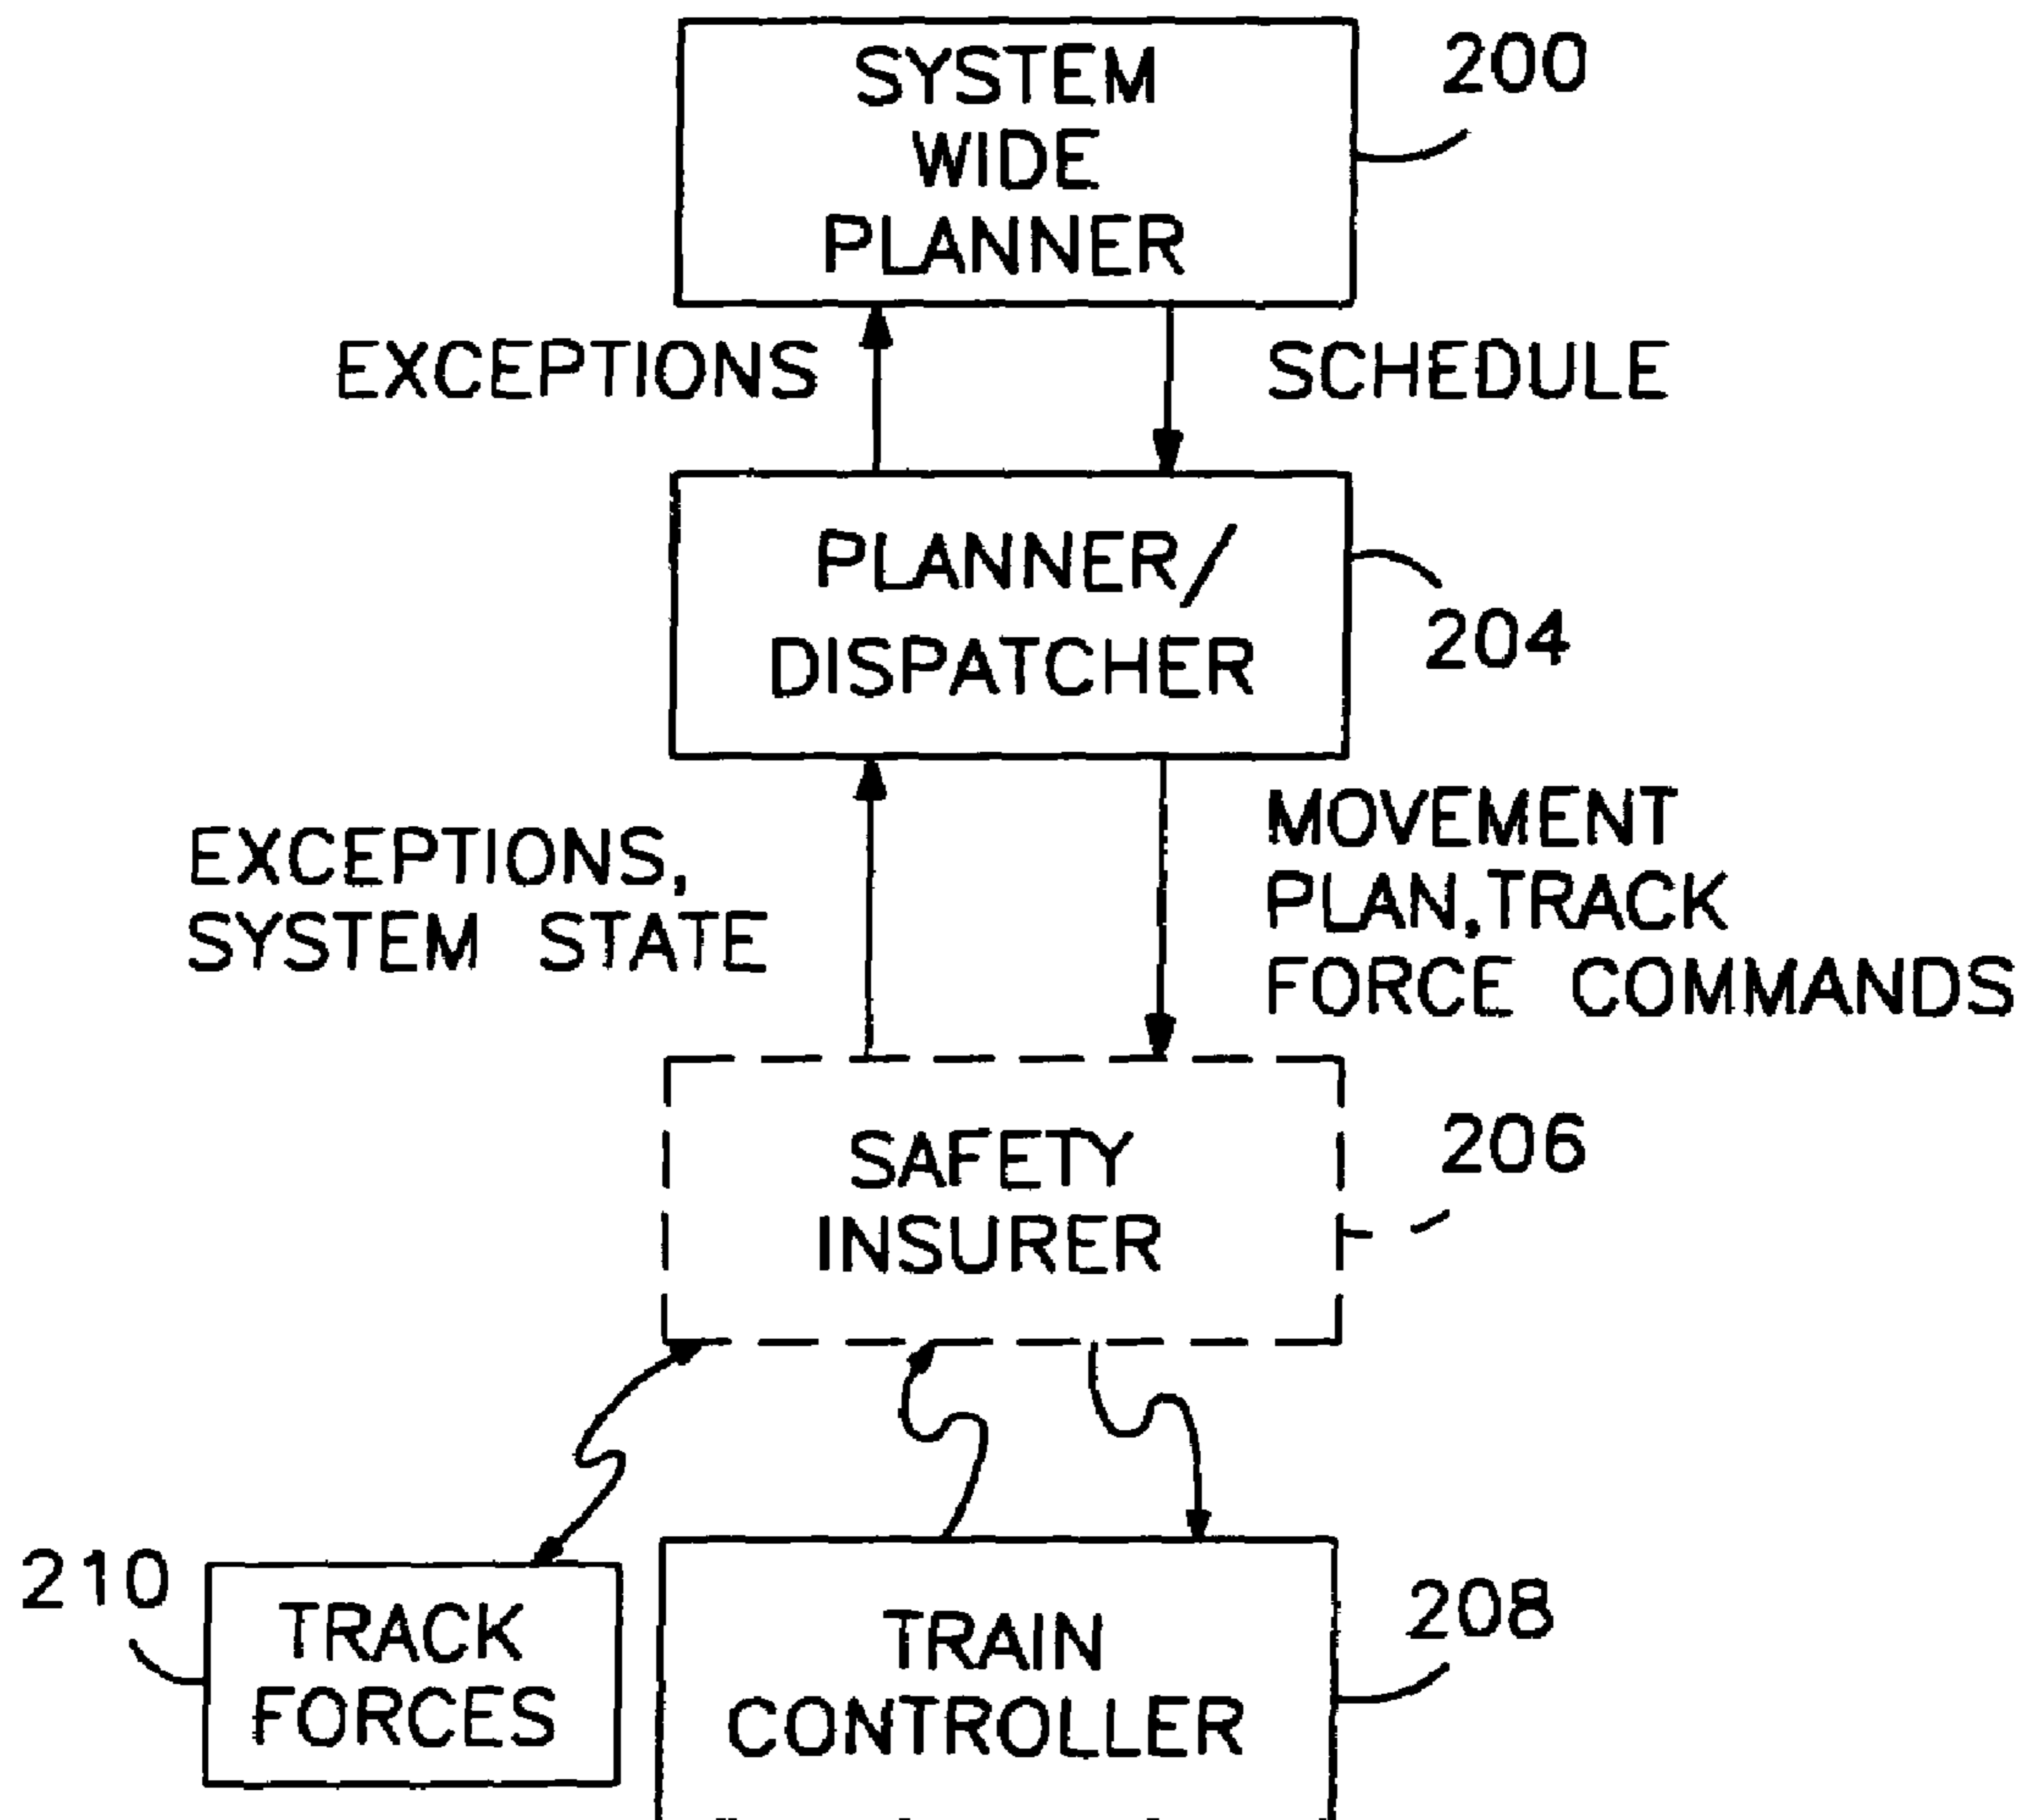 SYSTEM
WIDE
PLANNER
200
EXCEPTIONS
SCHEDULE
PLANNER/
DISPATCHER
204
EXCEPTIONS,
SYSTEM STATE
MOVEMENT
PLAN,TRACK
FORCE COMMANDS
SAFETY
INSURER
206
210
TRACK
FORCES
TRAIN
CONTROLLER
208